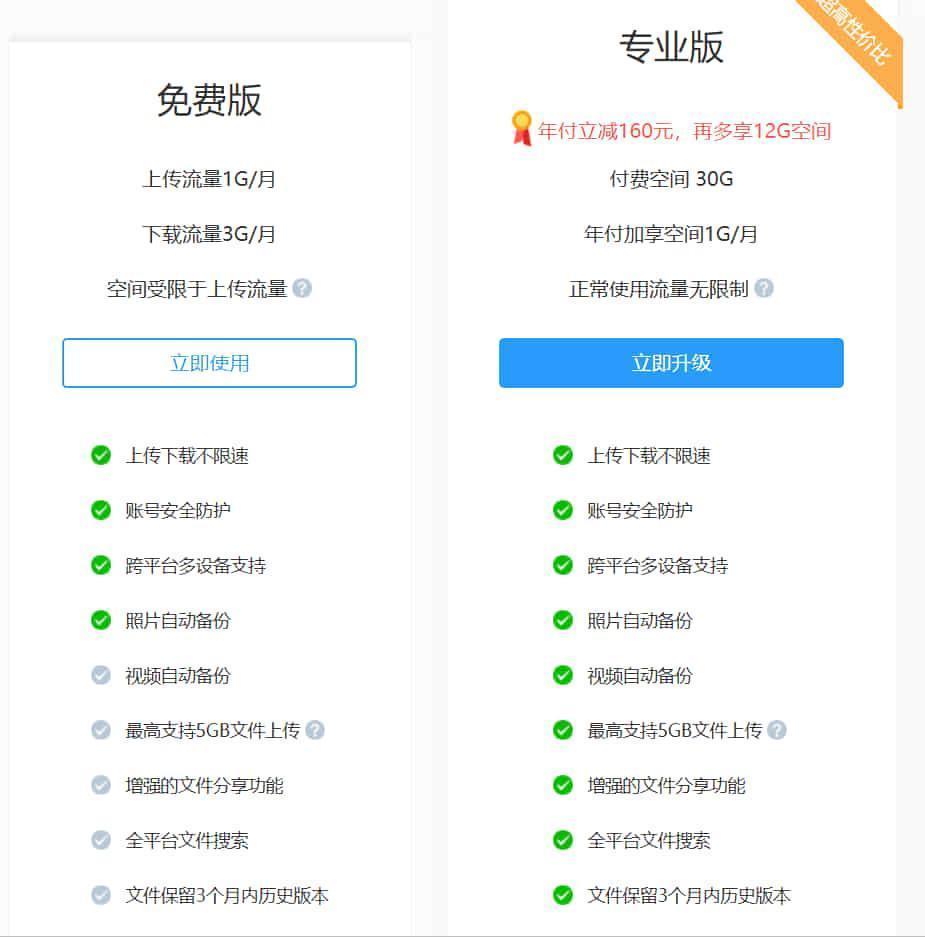 免费版
上传流量1G/月
下载流量3G/月
空间受限于上传流量 ?
立即使用
上传下载不限速
账号安全防护
跨平台多设备支持
照片自动备份
视频自动备份
最高支持5GB文件上传 ?
增强的文件分享功能
全平台文件搜索
文件保留3个月内历史版本
超高性价比
专业版
年付立减160元，再多享12G空间
付费空间 30G
年付加享空间1G/月
正常使用流量无限制 ?
立即升级
上传下载不限速
账号安全防护
跨平台多设备支持
照片自动备份
视频自动备份
最高支持5GB文件上传 ?
增强的文件分享功能
全平台文件搜索
文件保留3个月内历史版本